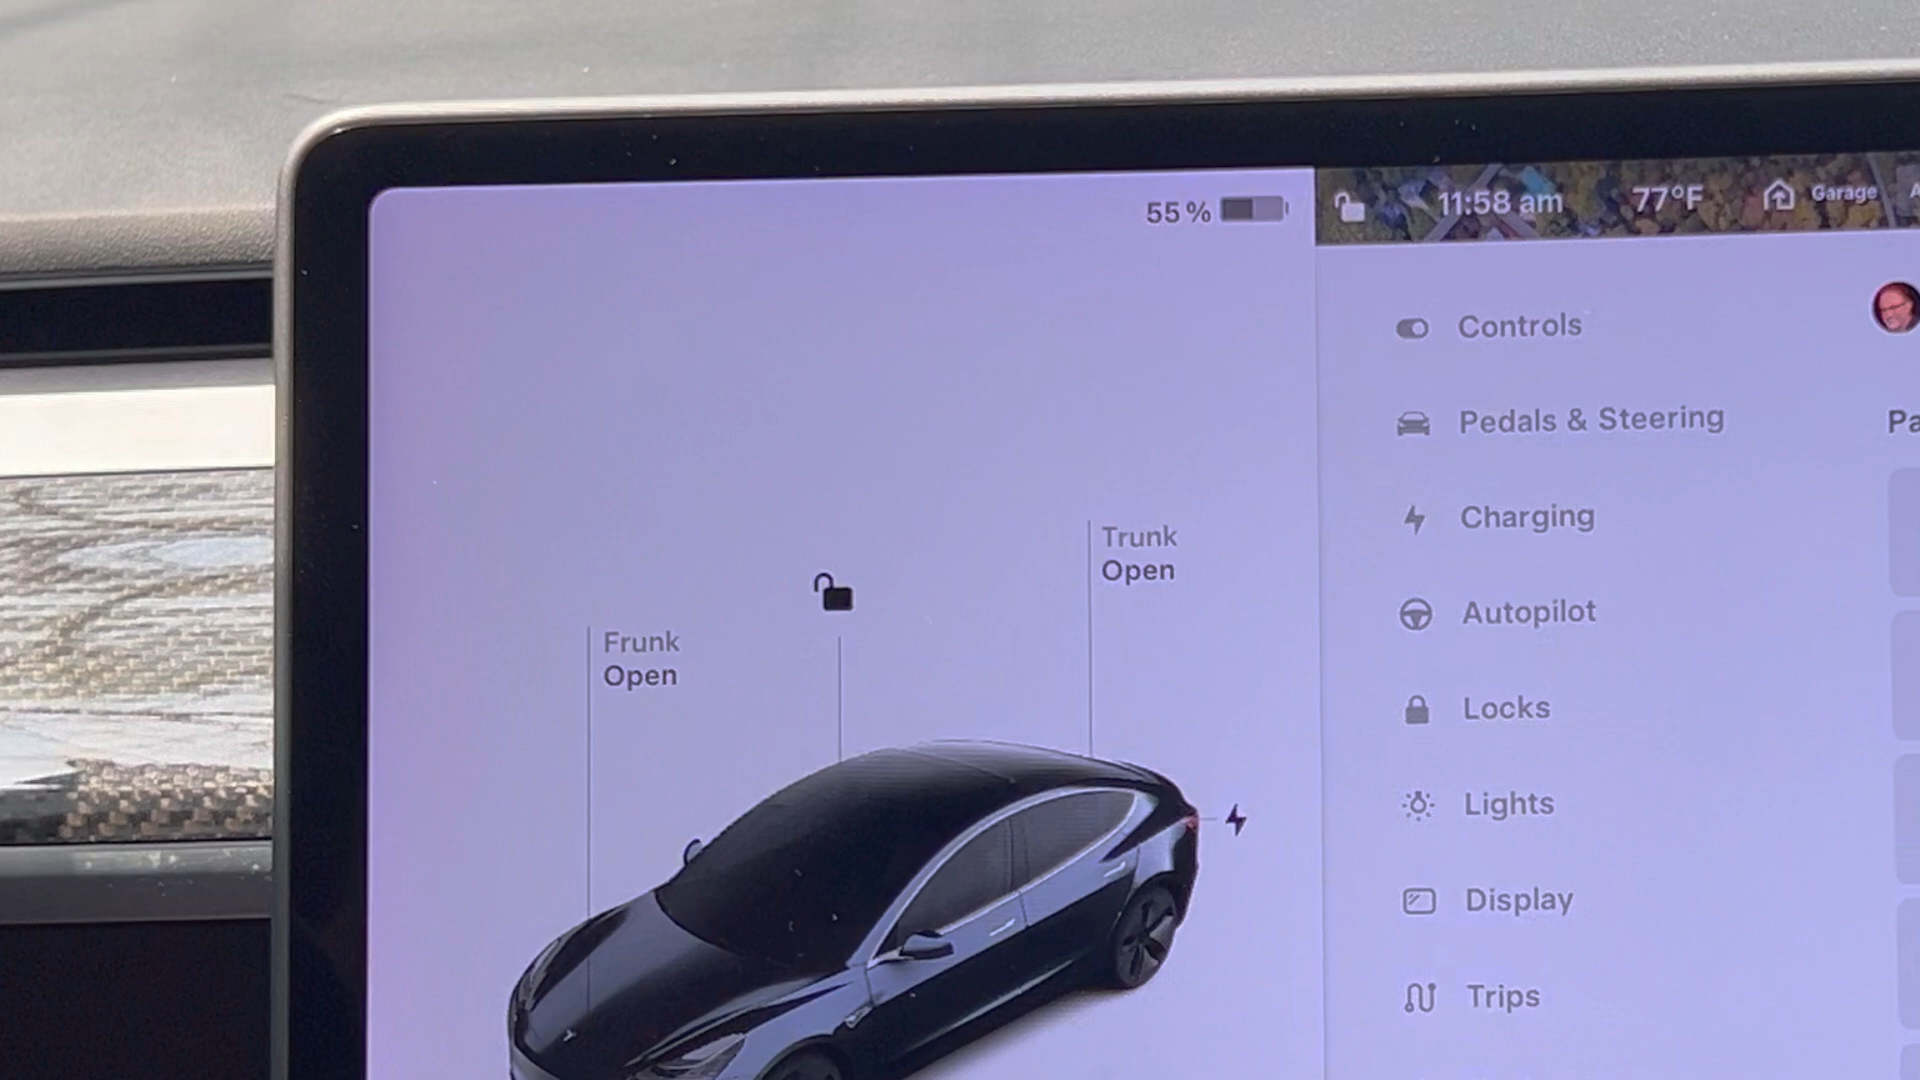 55 %
11:58 am
77°F
Garage
Controls
Pedals & Steering
Charging
Autopilot
Locks
Lights
Display
Trips
Trunk
Open
Frunk
Open